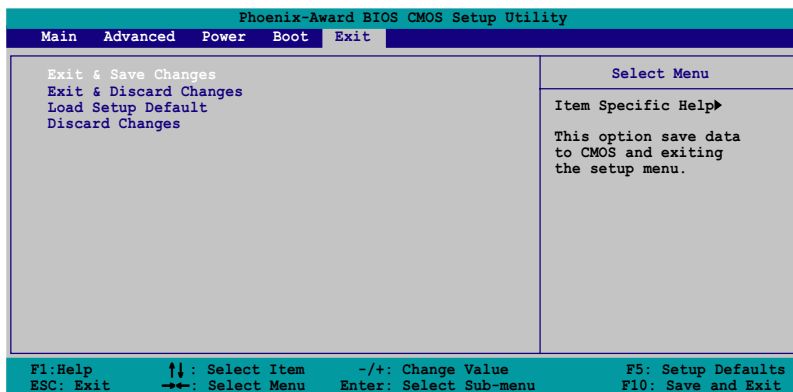 Phoenix-Award BIOS CMOS Setup Utility
Main Advanced Power Boot Exit
Exit & Save Changes
Exit & Discard Changes
Load Setup Default
Discard Changes
Select Menu
Item Specific Help▶
This option save data
to CMOS and exiting
the setup menu.
F1:Help ↑↓: Select Item -/+: Change Value F5: Setup Defaults
ESC: Exit →←: Select Menu Enter: Select Sub-menu F10: Save and Exit